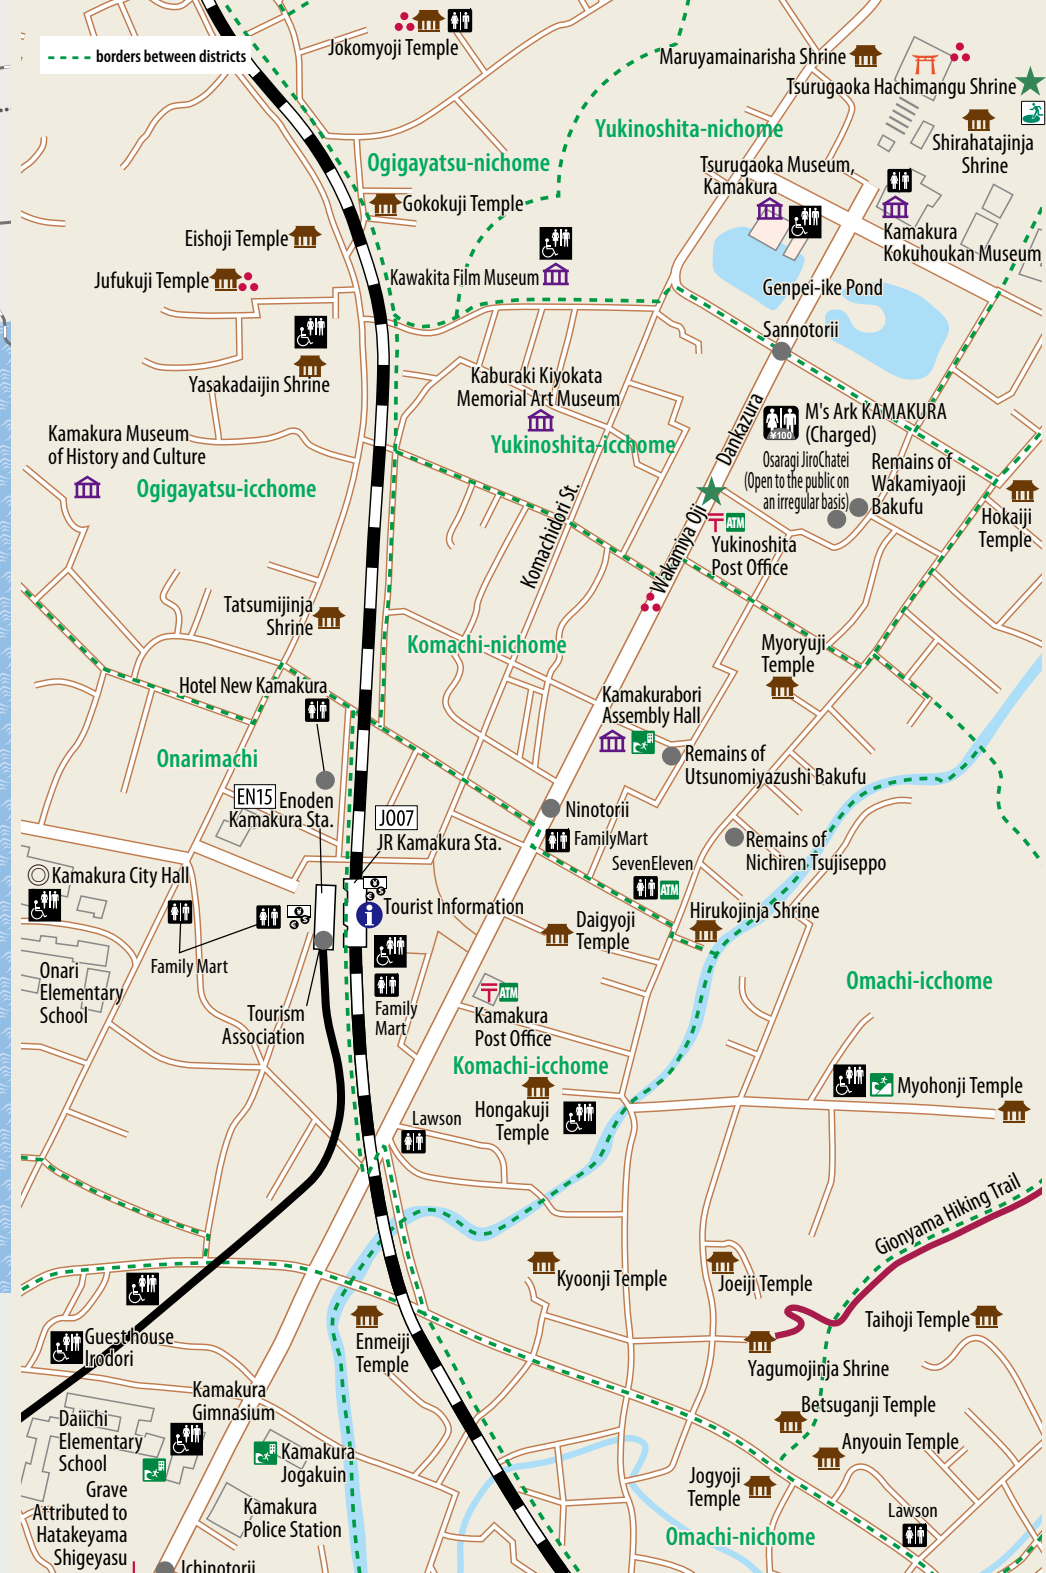 Jokomyoji Temple
borders between districts
Maruyamainarisha Shrine
Tsurugaoka Hachimangu Shrine
Yukinoshita-nichome
Shirahatajinja
Shrine
Ogigayatsu-nichome
Tsurugaoka Museum,
Kamakura
Gokokuji Temple
Eishoji Temple
Kamakura
Kokuhoukan Museum
Jufukuji Temple
Kawakita Film Museum
Genpei-ike Pond
Sannotorii
Yasakadaijin Shrine
Kaburaki Kiyokata
Memorial Art Museum
Dankazura
¥100
M's Ark KAMAKURA
(Charged)
Kamakura Museum
of History and Culture
Yukinoshita-icchome
Osaragi JiroChatei
(Open to the public on
an irregular basis)
Remains of
Wakamiyaoji
Bakufu
Ogigayatsu-icchome
Hokaiji
Temple
Komachidori St.
Wakamiya Oji
ATM
Yukinoshita
Post Office
Tatsumijinja
Shrine
Komachi-nichome
Myoryuji
Temple
Hotel New Kamakura
Kamakurabori
Assembly Hall
Onarimachi
Remains of
Utsunomiyazushi Bakufu
EN15 Enoden
Kamakura Sta.
JO07
JR Kamakura Sta.
Ninotorii
FamilyMart
Remains of
Nichiren Tsujiseppo
SevenEleven
ATM
Kamakura City Hall
Tourist Information
Hirukojinja Shrine
Daigyoji
Temple
Family Mart
Onari
Elementary
School
Omachi-icchome
Family
Mart
ATM
Kamakura
Post Office
Tourism
Association
Komachi-icchome
Myohonji Temple
Hongakuji
Temple
Lawson
Gionyama Hiking Trail
Kyoonji Temple
Joeiji Temple
Taihoji Temple
Guest house
Irodori
Enmeiji
Temple
Yagumojinja Shrine
Kamakura
Gimnasium
Betsuganji Temple
Daiichi
Elementary
School
Anyouin Temple
Kamakura
Jogakuin
Jogyoji
Temple
Grave
Attributed to
Hatakeyama
Shigeyasu
Kamakura
Police Station
Lawson
Omachi-nichome
Ichinotorii